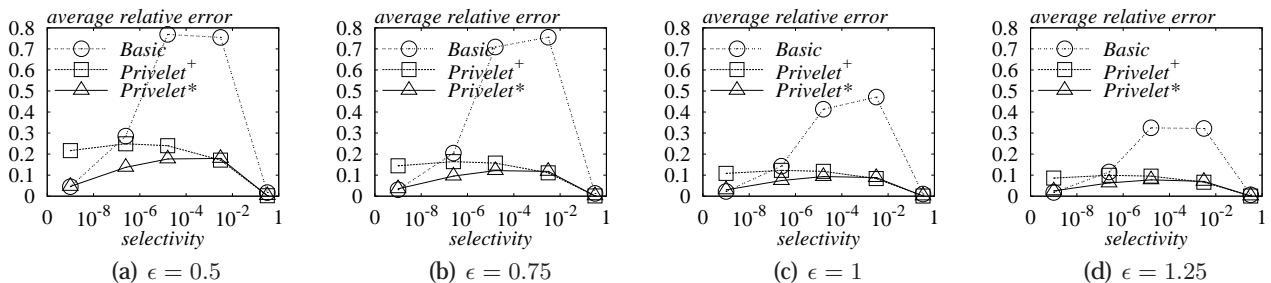 average relative error
0.8
0.7
0.6
0.5
0.4
0.3
0.2
0.1
0
Basic
Privelet+
Privelet*
0 10-8 10-6 10-4 10-2 1
selectivity
(a) ϵ = 0.5
average relative error
0.8
0.7
0.6
0.5
0.4
0.3
0.2
0.1
0
Basic
Privelet+
Privelet*
0 10-8 10-6 10-4 10-2 1
selectivity
(b) ϵ = 0.75
average relative error
0.8
0.7
0.6
0.5
0.4
0.3
0.2
0.1
0
Basic
Privelet+
Privelet*
0 10-8 10-6 10-4 10-2 1
selectivity
(c) ϵ = 1
average relative error
0.8
0.7
0.6
0.5
0.4
0.3
0.2
0.1
0
Basic
Privelet+
Privelet*
0 10-8 10-6 10-4 10-2 1
selectivity
(d) ϵ = 1.25